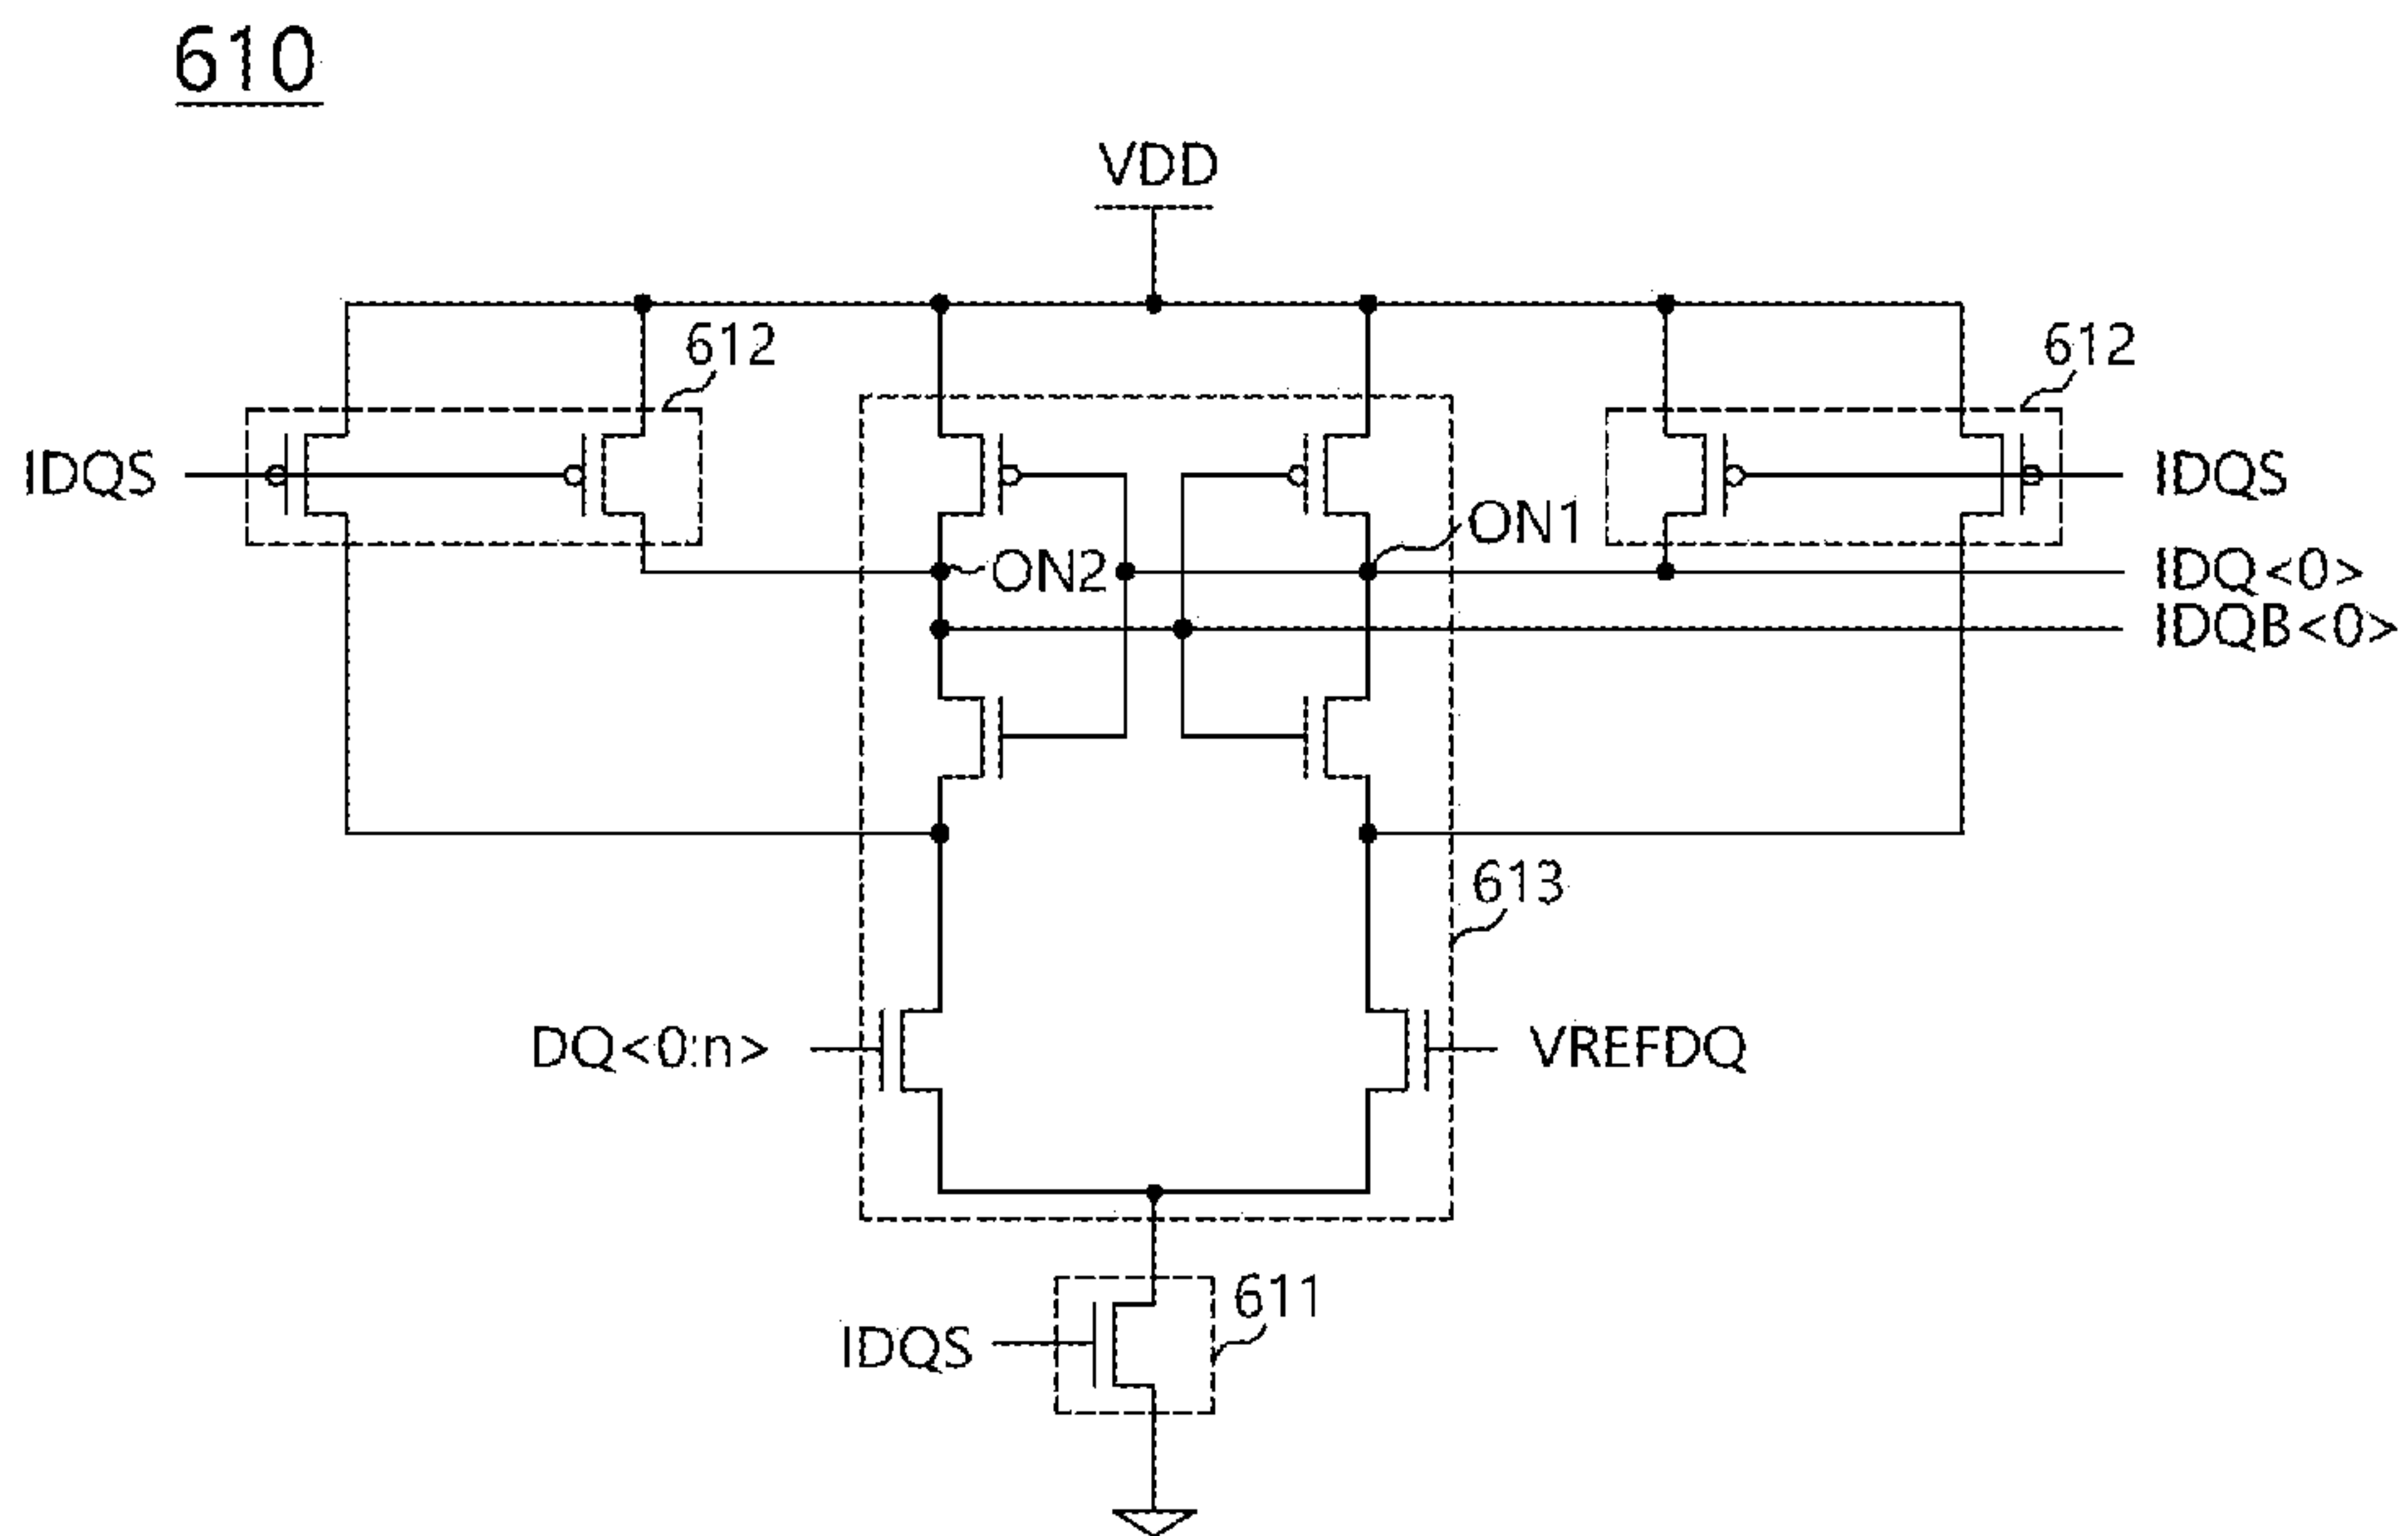 610
VDD
612
612
IDQS
IDQS
ON1
ON2
IDQ<0>
IDQB<0>
613
DQ<0:n>
VREFDQ
611
IDQS